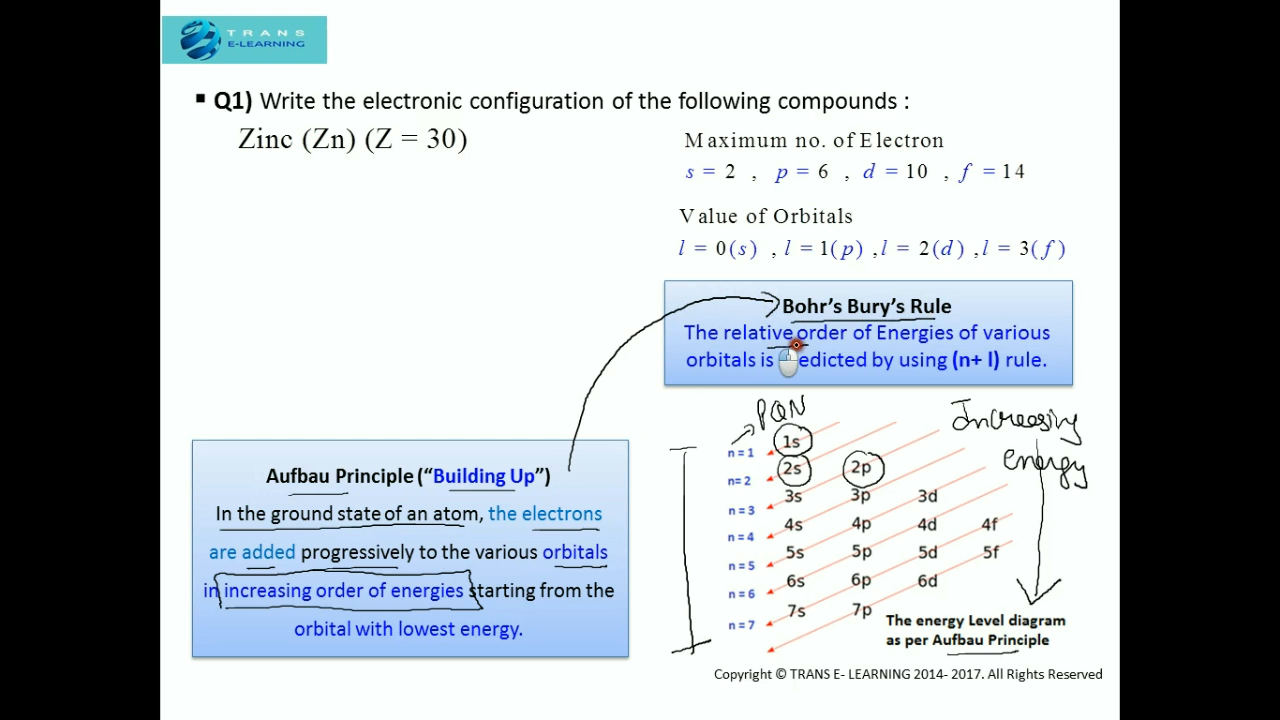 TRANS
E-LEARNING
▪ Q1) Write the electronic configuration of the following compounds :
Zinc (Zn) (Z = 30)
Maximum no. of Electron
s = 2 , p = 6 , d = 10 , f = 14
Value of Orbitals
l = 0(s) , l = 1(p) , l = 2(d) , l = 3(f)
Bohr's Bury's Rule
The relative order of Energies of various
orbitals is edicted by using (n+ l) rule.
Aufbau Principle ("Building Up")
In the ground state of an atom, the electrons
are added progressively to the various orbitals
in increasing order of energies starting from the
orbital with lowest energy.
PQN
Increasing
energy
n = 1 1s
n= 2 2s 2p
n = 3 3s 3p 3d
n = 4 4s 4p 4d 4f
n = 5 5s 5p 5d 5f
n = 6 6s 6p 6d
n = 7 7s 7p
The energy Level diagram
as per Aufbau Principle
Copyright © TRANS E- LEARNING 2014- 2017. All Rights Reserved